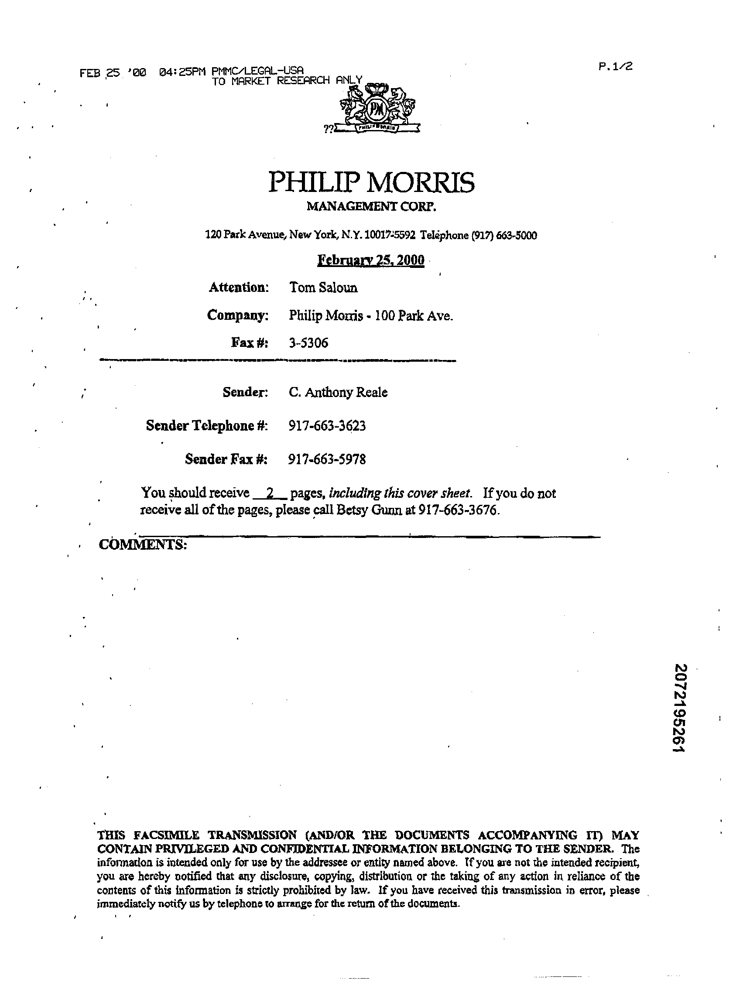 FEB 25 '00 04:25PM PMMC/LEGAL-USA
P.1/2
TO MARKET RESEARCH ANLY
PM
??
PHILIP MORRIS
MANAGEMENT CORP.
120 Park Avenue, New York, N.Y. 10017-5592 Telephone (917) 663-5000
February 25, 2000
Attention: Tom Saloun
Company: Philip Morris - 100 Park Ave.
Fax #: 3-5306
Sender: C. Anthony Reale
Sender Telephone #: 917-663-3623
Sender Fax #: 917-663-5978
You should receive 2 pages, including this cover sheet. If you do not
receive all of the pages, please call Betsy Gunn at 917-663-3676.
COMMENTS:
2072195261
THIS FACSIMILE TRANSMISSION (AND/OR THE DOCUMENTS ACCOMPANYING IT) MAY
CONTAIN PRIVILEGED AND CONFIDENTIAL INFORMATION BELONGING TO THE SENDER. The
information is intended only for use by the addressee or entity named above. If you are not the intended recipient,
you are hereby notified that any disclosure, copying, distribution or the taking of any action in reliance of the
contents of this information is strictly prohibited by law. If you have received this transmission in error, please
immediately notify us by telephone to arrange for the return of the documents.